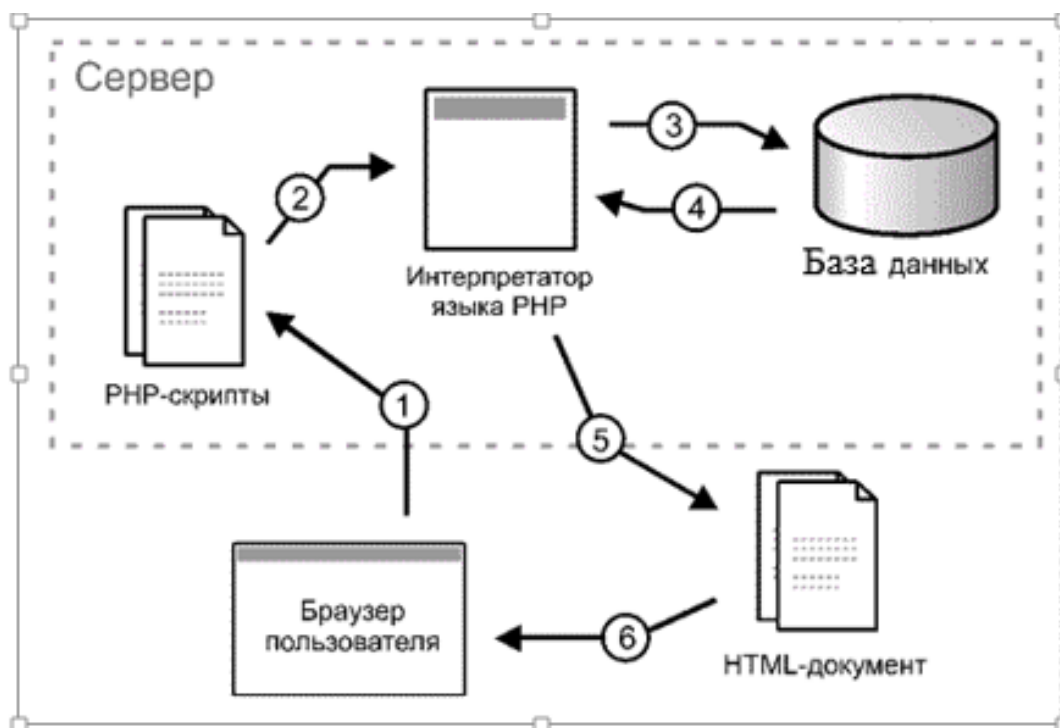 Сервер
3
2
4
Интерпретатор
языка PHP
База данных
PHP-скрипты
1
5
Браузер
пользователя
6
HTML-документ